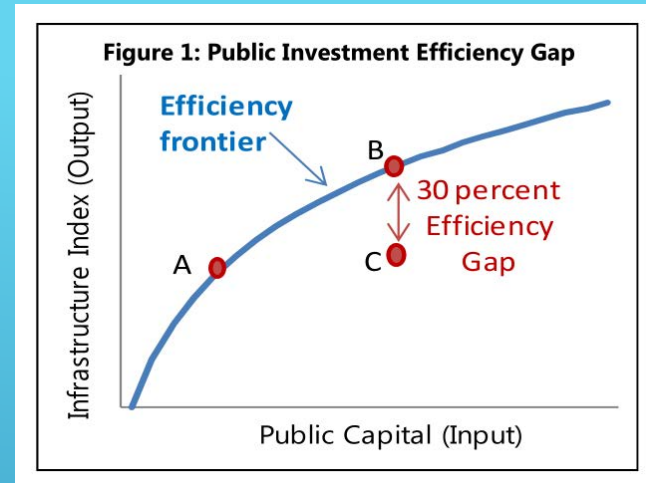 Figure 1: Public Investment Efficiency Gap
Infrastructure Index (Output)
Efficiency
frontier
B
30 percent
Efficiency
Gap
A
C
Public Capital (Input)